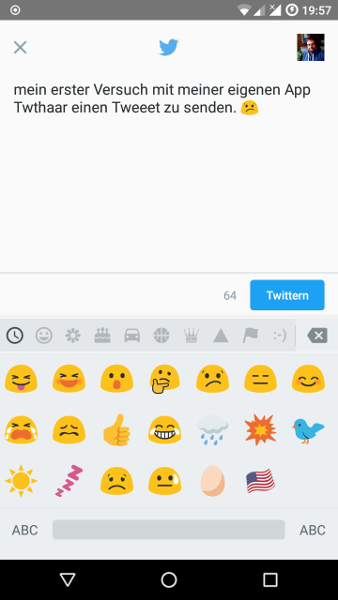 19:57
mein erster Versuch mit meiner eigenen App
Twthaar einen Tweeet zu senden. 😕
64
Twittern
:-)
ABC
ABC